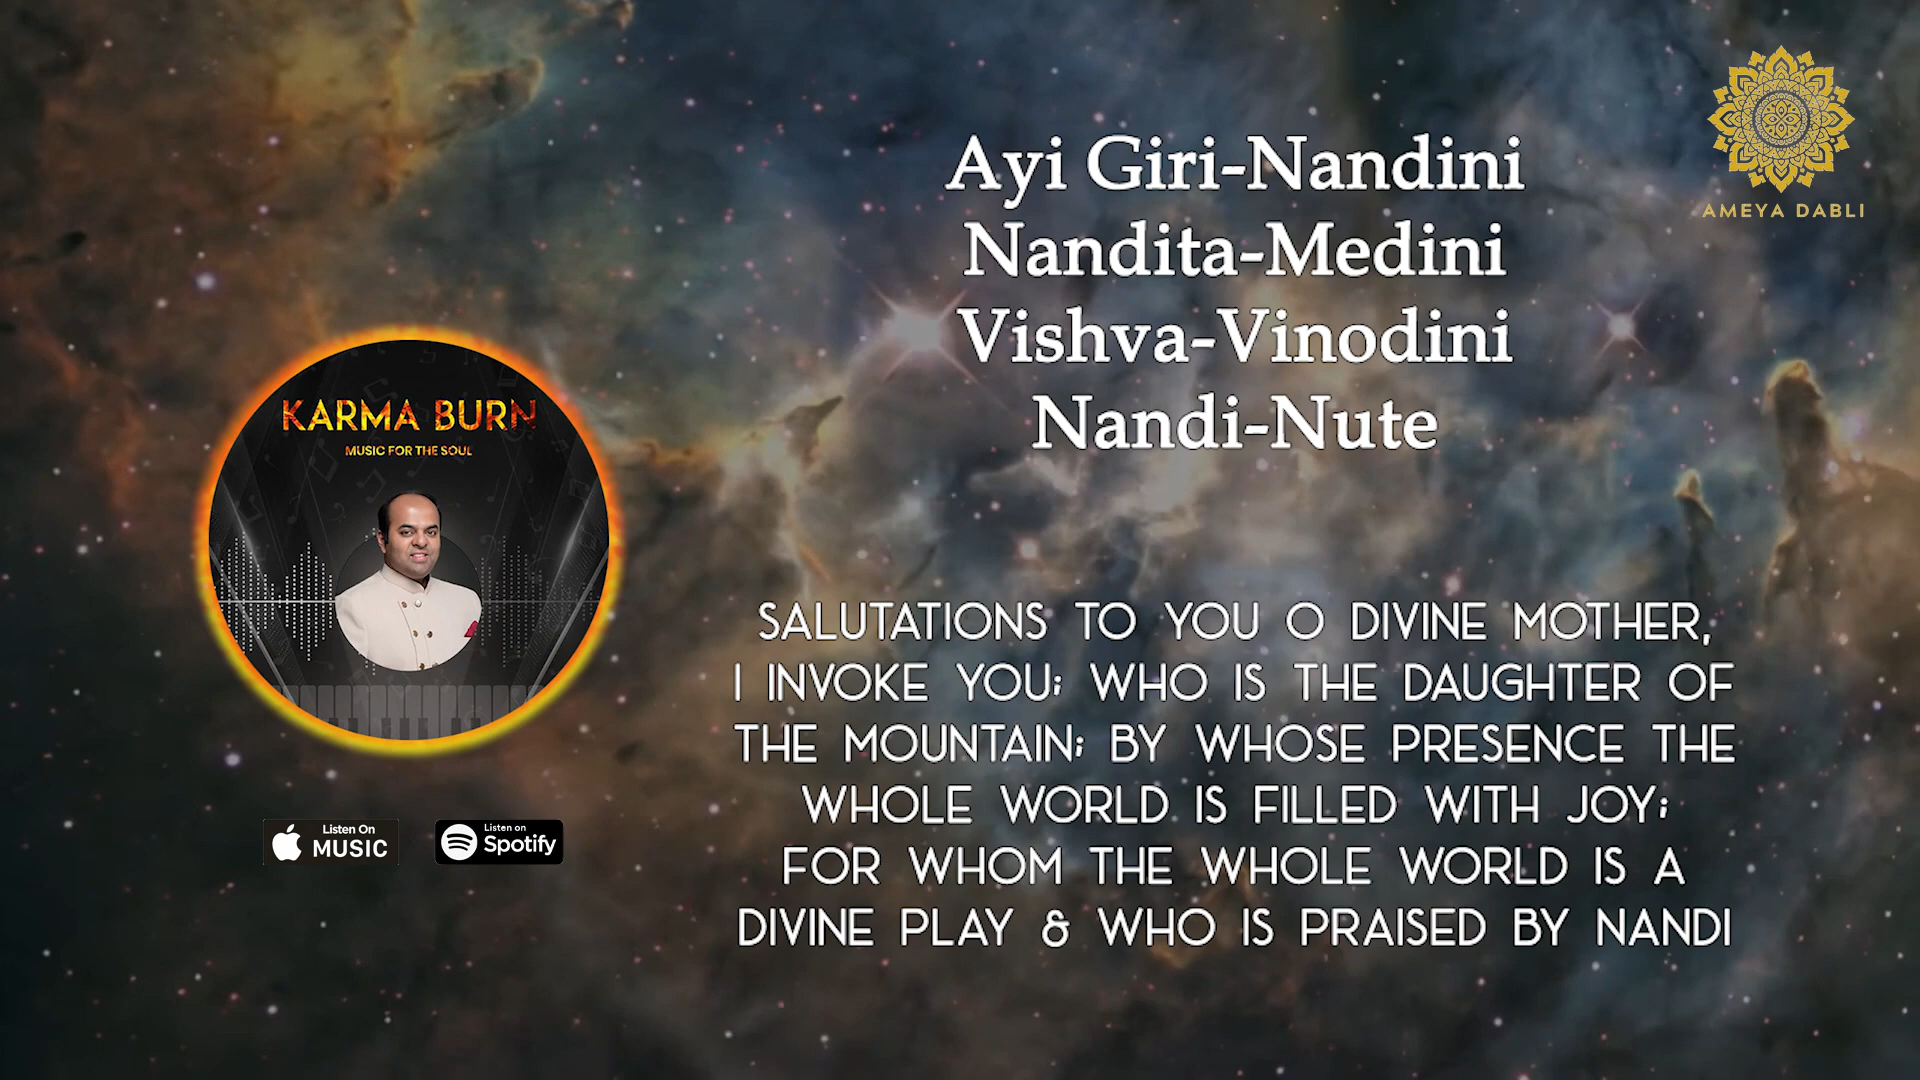 AMEYA DABLI
Ayi Giri-Nandini
Nandita-Medini
Vishva-Vinodini
Nandi-Nute
KARMA BURN
MUSIC FOR THE SOUL
SALUTATIONS TO YOU O DIVINE MOTHER,
I INVOKE YOU; WHO IS THE DAUGHTER OF
THE MOUNTAIN; BY WHOSE PRESENCE THE
WHOLE WORLD IS FILLED WITH JOY;
FOR WHOM THE WHOLE WORLD IS A
DIVINE PLAY & WHO IS PRAISED BY NANDI
Listen On
MUSIC
Listen on
Spotify